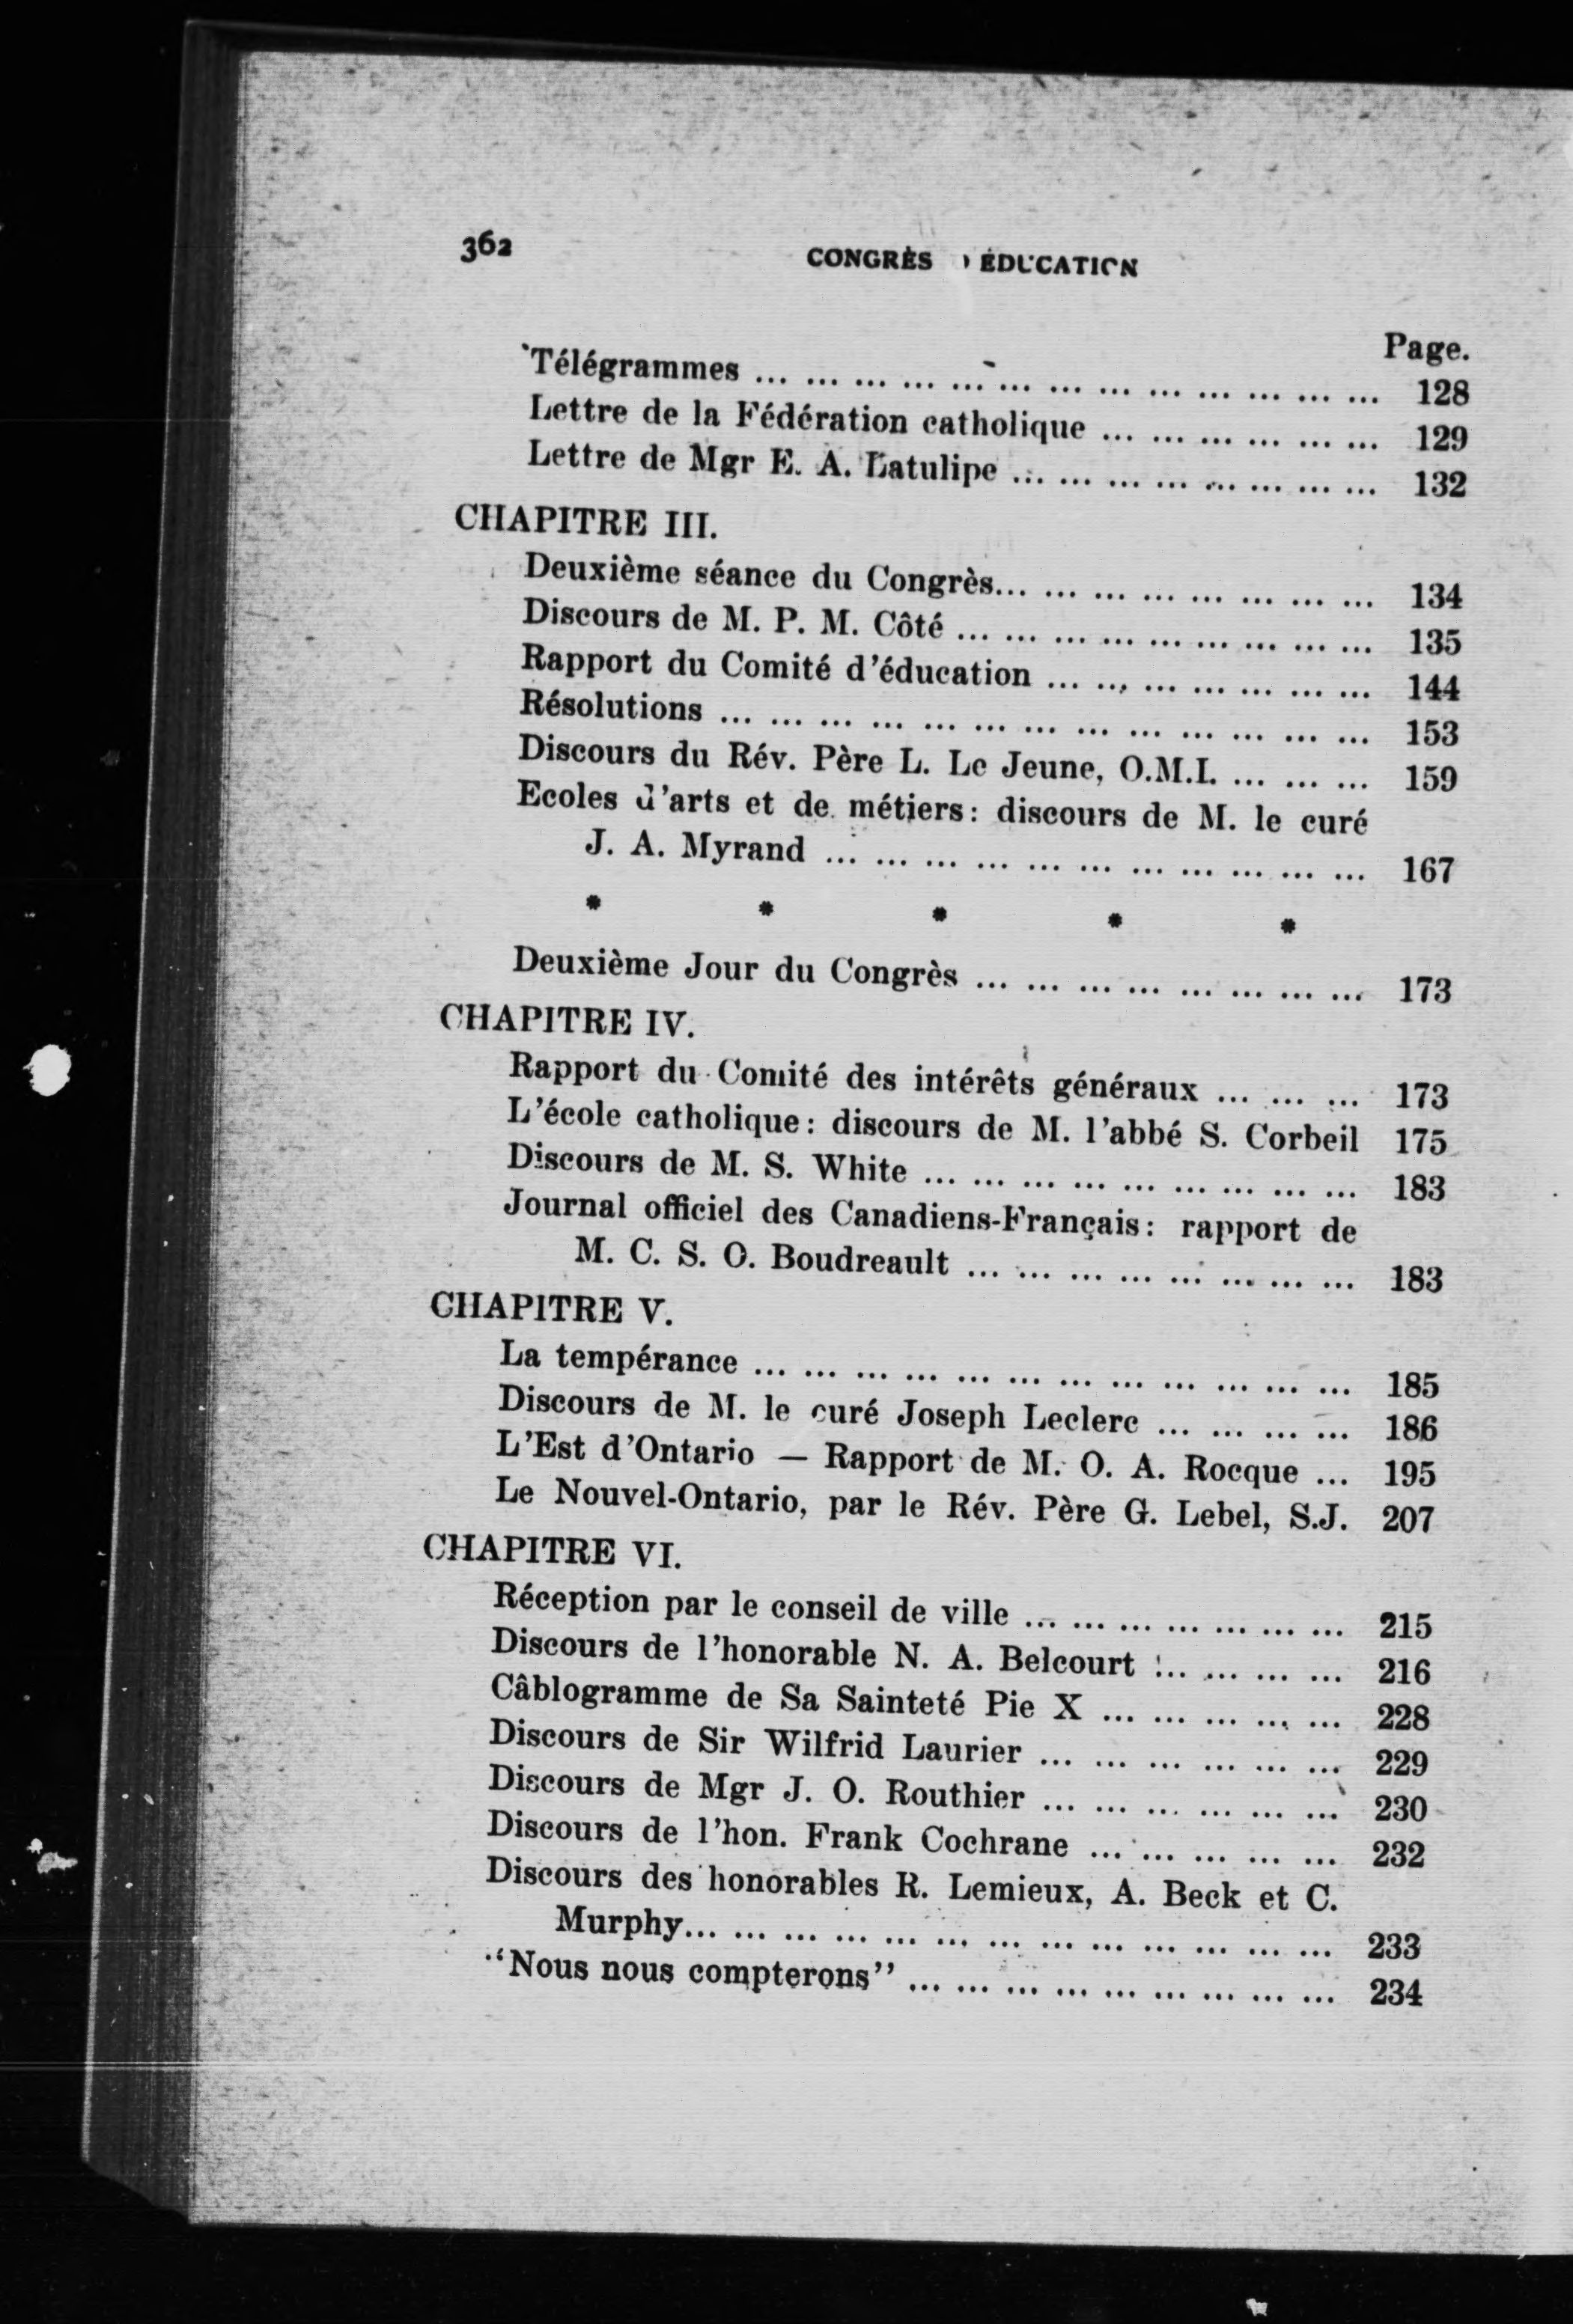 362 CONGRÈS D'ÉDUCATION
Page.
Télégrammes ... ... ... ... ... ... ... ... ... ... ... ... ... 128
Lettre de la Fédération catholique ... ... ... ... ... ... 129
Lettre de Mgr E. A. Latulipe ... ... ... ... ... ... ... ... 132
CHAPITRE III.
Deuxième séance du Congrès... ... ... ... ... ... ... ... 134
Discours de M. P. M. Côté ... ... ... ... ... ... ... ... ... 135
Rapport du Comité d'éducation ... ... ... ... ... ... ... 144
Résolutions ... ... ... ... ... ... ... ... ... ... ... ... ... 153
Discours du Rév. Père L. Le Jeune, O.M.I. ... ... ... 159
Ecoles d'arts et de métiers: discours de M. le curé
J. A. Myrand ... ... ... ... ... ... ... ... ... ... ... 167
* * * * *
Deuxième Jour du Congrès ... ... ... ... ... ... ... ... 173
CHAPITRE IV.
Rapport du Comité des intérêts généraux ... ... ... 173
L'école catholique: discours de M. l'abbé S. Corbeil 175
Discours de M. S. White ... ... ... ... ... ... ... ... ... 183
Journal officiel des Canadiens-Français: rapport de
M. C. S. O. Boudreault ... ... ... ... ... ... ... ... 183
CHAPITRE V.
La tempérance ... ... ... ... ... ... ... ... ... ... ... ... 185
Discours de M. le curé Joseph Leclerc ... ... ... ... 186
L'Est d'Ontario — Rapport de M. O. A. Rocque ... 195
Le Nouvel-Ontario, par le Rév. Père G. Lebel, S.J. 207
CHAPITRE VI.
Réception par le conseil de ville ... ... ... ... ... ... ... 215
Discours de l'honorable N. A. Belcourt ... ... ... ... 216
Câblogramme de Sa Sainteté Pie X ... ... ... ... ... 228
Discours de Sir Wilfrid Laurier ... ... ... ... ... ... 229
Discours de Mgr J. O. Routhier ... ... ... ... ... ... 230
Discours de l'hon. Frank Cochrane ... ... ... ... ... 232
Discours des honorables R. Lemieux, A. Beck et C.
Murphy... ... ... ... ... ... ... ... ... ... ... ... ... 233
"Nous nous compterons" ... ... ... ... ... ... ... ... ... 234